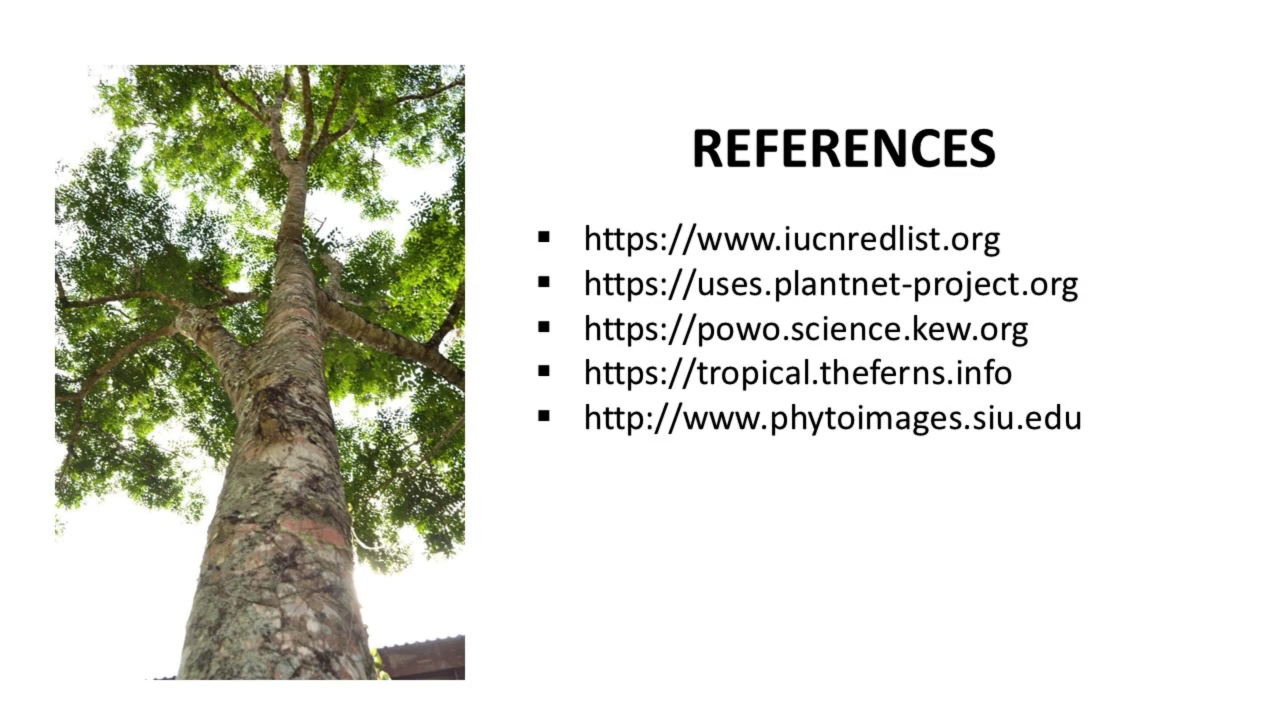 REFERENCES
▪ https://www.iucnredlist.org
▪ https://uses.plantnet-project.org
▪ https://powo.science.kew.org
▪ https://tropical.theferns.info
▪ http://www.phytoimages.siu.edu